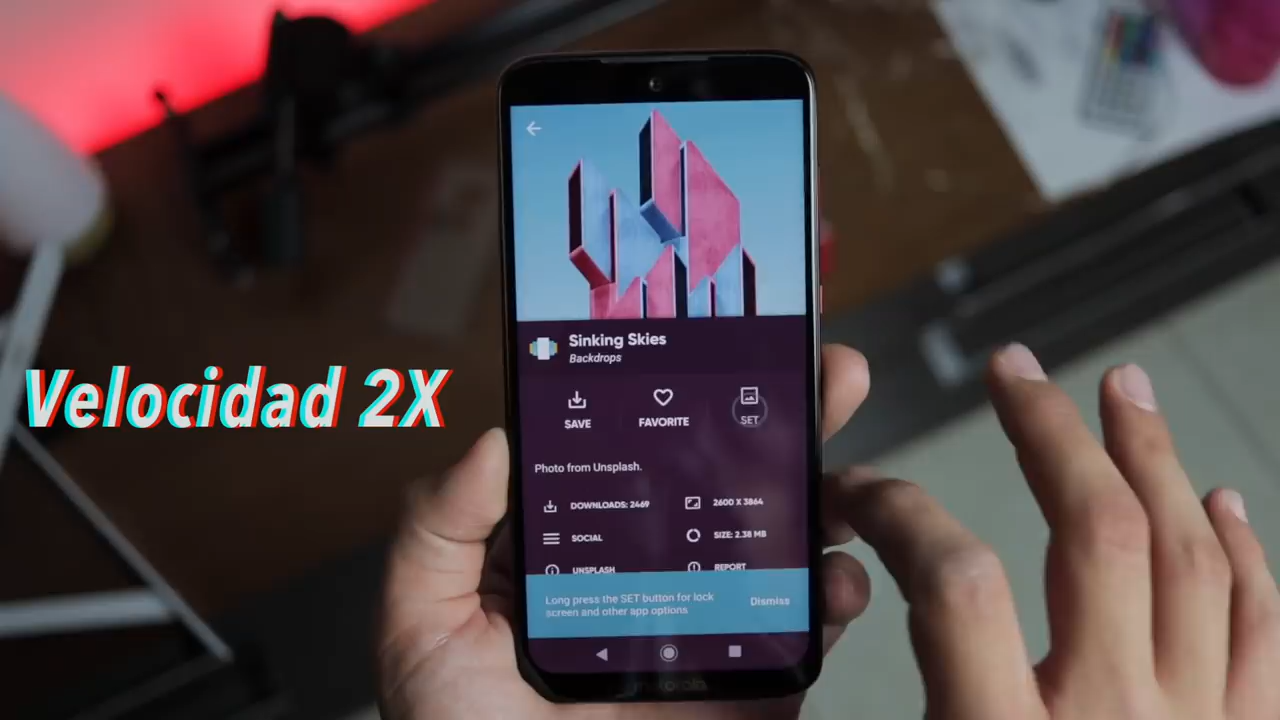 Sinking Skies
Backdrops
SAVE
FAVORITE
SET
Velocidad 2X
Photo from Unsplash.
DOWNLOADS: 2469
2600 X 3864
SOCIAL
SIZE: 2.38 MB
UNSPLASH
REPORT
Long press the SET button for lock
screen and other app options
Dismiss
motorola